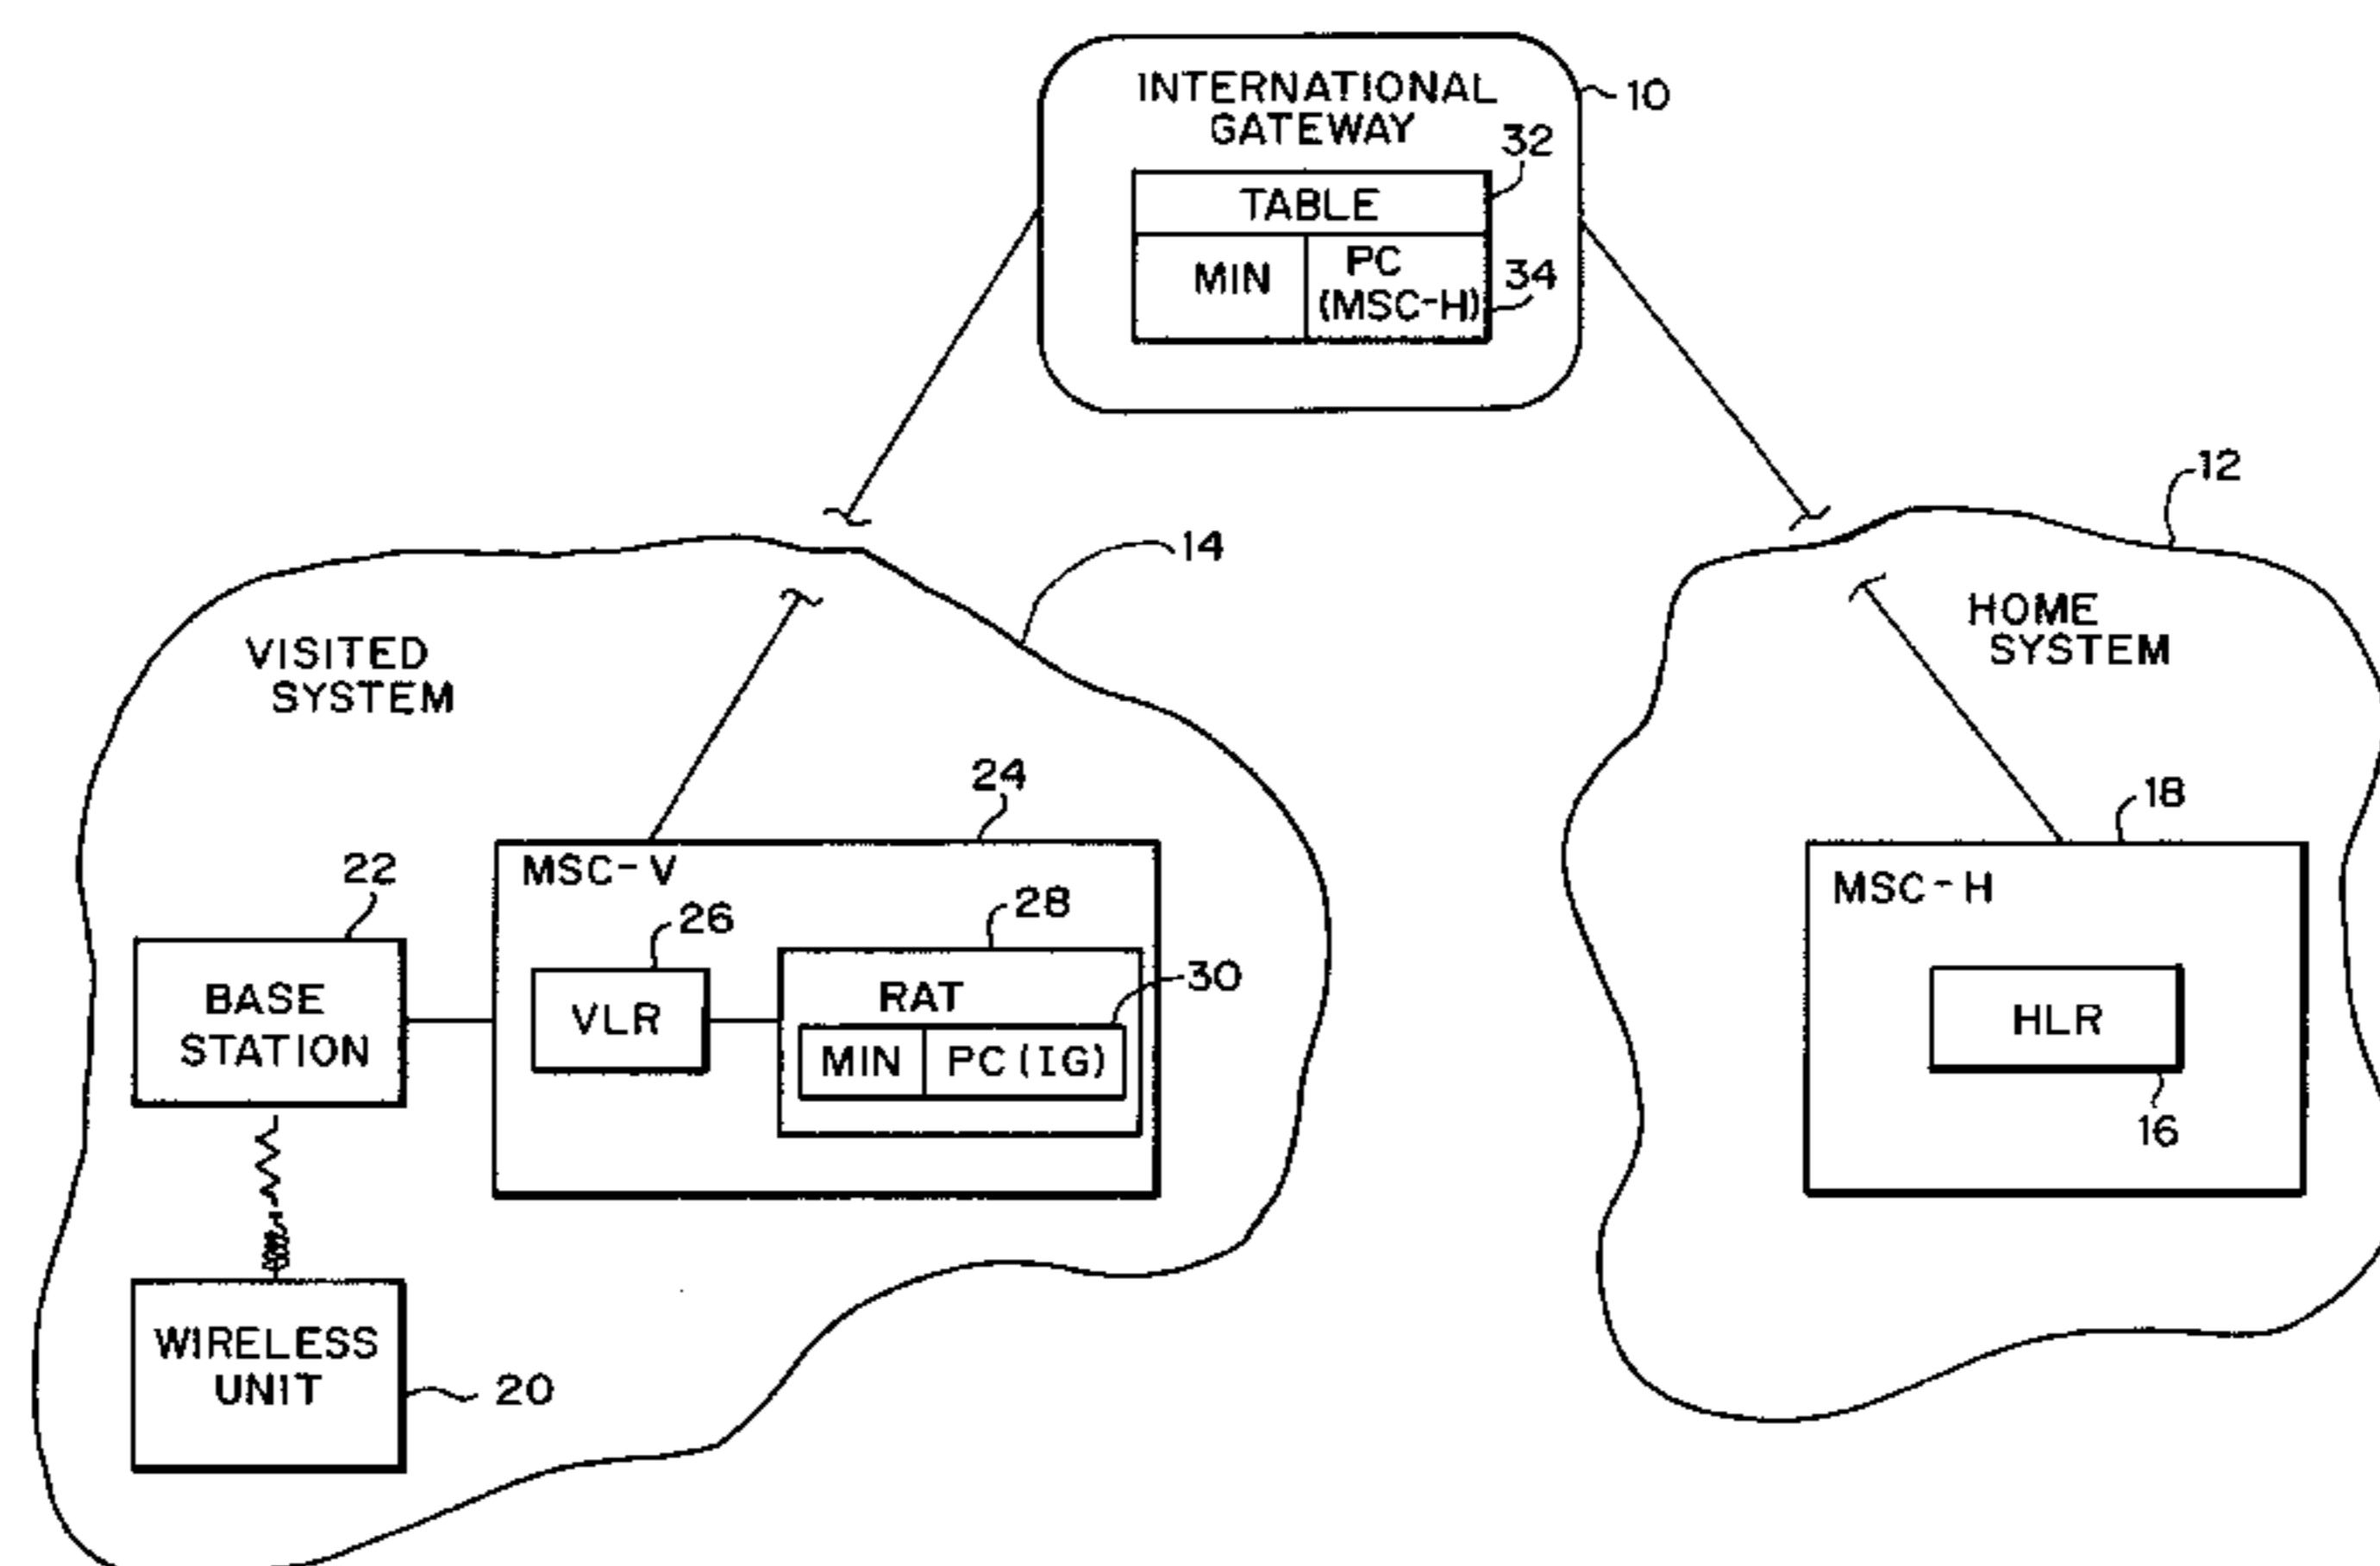 INTERNATIONAL
GATEWAY
10
32
TABLE
MIN
PC
(MSC-H)
34
12
14
VISITED
SYSTEM
HOME
SYSTEM
24
18
22
MSC-V
MSC-H
26
28
30
BASE
STATION
VLR
RAT
MIN
PC (IG)
HLR
16
WIRELESS
UNIT
20